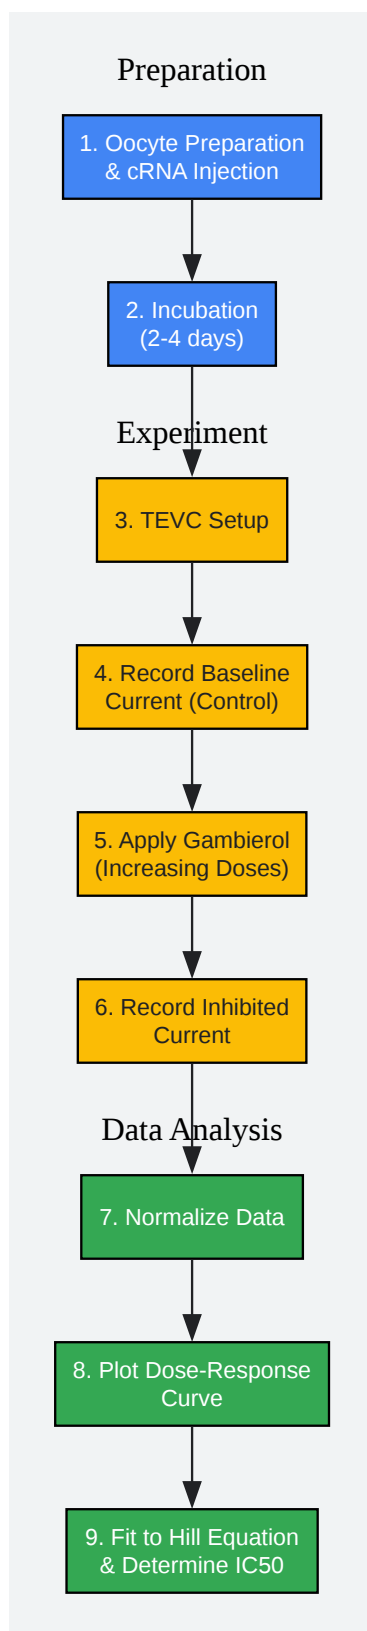 Preparation
1. Oocyte Preparation
& cRNA Injection
2. Incubation
(2-4 days)
Experiment
3. TEVC Setup
4. Record Baseline
Current (Control)
5. Apply Gambierol
(Increasing Doses)
6. Record Inhibited
Current
Data Analysis
7. Normalize Data
8. Plot Dose-Response
Curve
9. Fit to Hill Equation
& Determine IC50